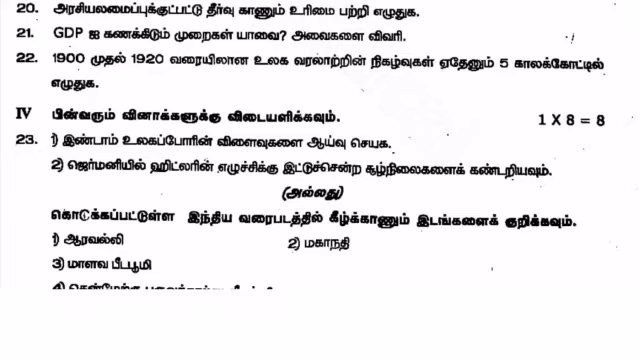 20. அரசியலமைப்புக்குட்பட்டு தீர்வு காணும் உரிமை பற்றி எழுதுக.
21. GDP ஐ கணக்கிடும் முறைகள் யாவை? அவைகளை விவரி.
22. 1900 முதல் 1920 வரையிலான உலக வரலாற்றின் நிகழ்வுகள் ஏதேனும் 5 காலக்கோட்டில்
எழுதுக.
IV பின்வரும் வினாக்களுக்கு விடையளிக்கவும். 1 X 8 = 8
23. 1) இண்டாம் உலகப்போரின் விளைவுகளை ஆய்வு செயக.
2) ஜெர்மனியில் ஹிட்லரின் எழுச்சிக்கு இட்டுச்சென்ற சூழ்நிலைகளைக் கண்டறியவும்.
(அல்லது)
கொடுக்கப்பட்டுள்ள இந்திய வரைபடத்தில் கீழ்க்காணும் இடங்களைக் குறிக்கவும்.
1) ஆரவல்லி 2) மகாநதி
3) மாளவ பீடபூமி
4)